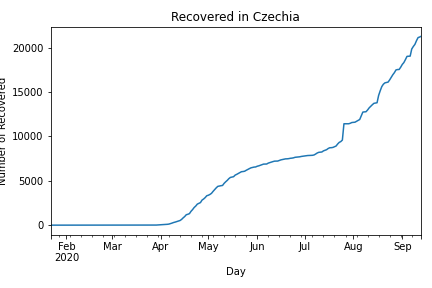 Recovered in Czechia
Number of Recovered
20000
15000
10000
5000
0
Feb Mar Apr May Jun Jul Aug Sep
2020
Day